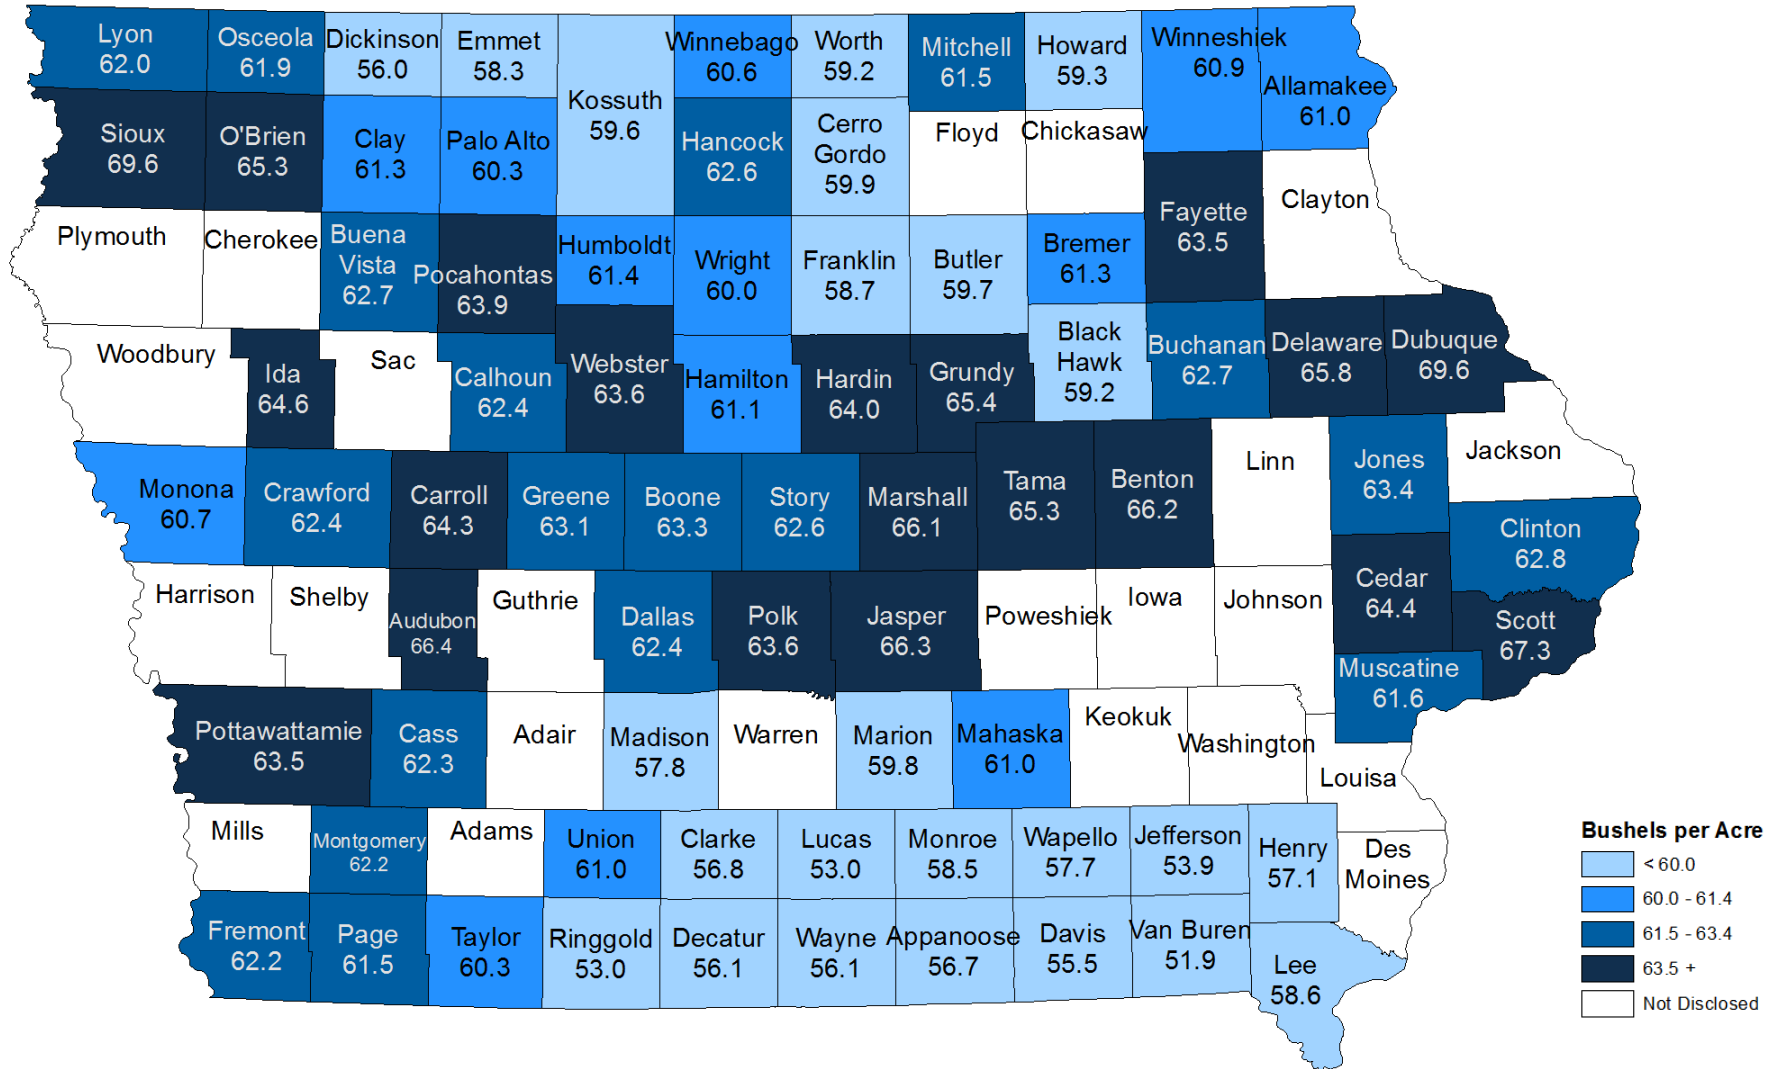 Lyon
62.0
Osceola
61.9
Dickinson
56.0
Emmet
58.3
Kossuth
59.6
Winnebago
60.6
Worth
59.2
Mitchell
61.5
Howard
59.3
Winneshiek
60.9
Allamakee
61.0
Sioux
69.6
O'Brien
65.3
Clay
61.3
Palo Alto
60.3
Hancock
62.6
Cerro
Gordo
59.9
Floyd
Chickasaw
Fayette
63.5
Clayton
Plymouth
Cherokee
Buena
Vista
62.7
Pocahontas
63.9
Humboldt
61.4
Wright
60.0
Franklin
58.7
Butler
59.7
Bremer
61.3
Woodbury
Ida
64.6
Sac
Calhoun
62.4
Webster
63.6
Hamilton
61.1
Hardin
64.0
Grundy
65.4
Black
Hawk
59.2
Buchanan
62.7
Delaware
65.8
Dubuque
69.6
Monona
60.7
Crawford
62.4
Carroll
64.3
Greene
63.1
Boone
63.3
Story
62.6
Marshall
66.1
Tama
65.3
Benton
66.2
Linn
Jones
63.4
Jackson
Clinton
62.8
Harrison
Shelby
Audubon
66.4
Guthrie
Dallas
62.4
Polk
63.6
Jasper
66.3
Poweshiek
Iowa
Johnson
Cedar
64.4
Scott
67.3
Muscatine
61.6
Pottawattamie
63.5
Cass
62.3
Adair
Madison
57.8
Warren
Marion
59.8
Mahaska
61.0
Keokuk
Washington
Louisa
Mills
Montgomery
62.2
Adams
Union
61.0
Clarke
56.8
Lucas
53.0
Monroe
58.5
Wapello
57.7
Jefferson
53.9
Henry
57.1
Des
Moines
Fremont
62.2
Page
61.5
Taylor
60.3
Ringgold
53.0
Decatur
56.1
Wayne
56.1
Appanoose
56.7
Davis
55.5
Van Buren
51.9
Lee
58.6
Bushels per Acre
< 60.0
60.0 - 61.4
61.5 - 63.4
63.5 +
Not Disclosed